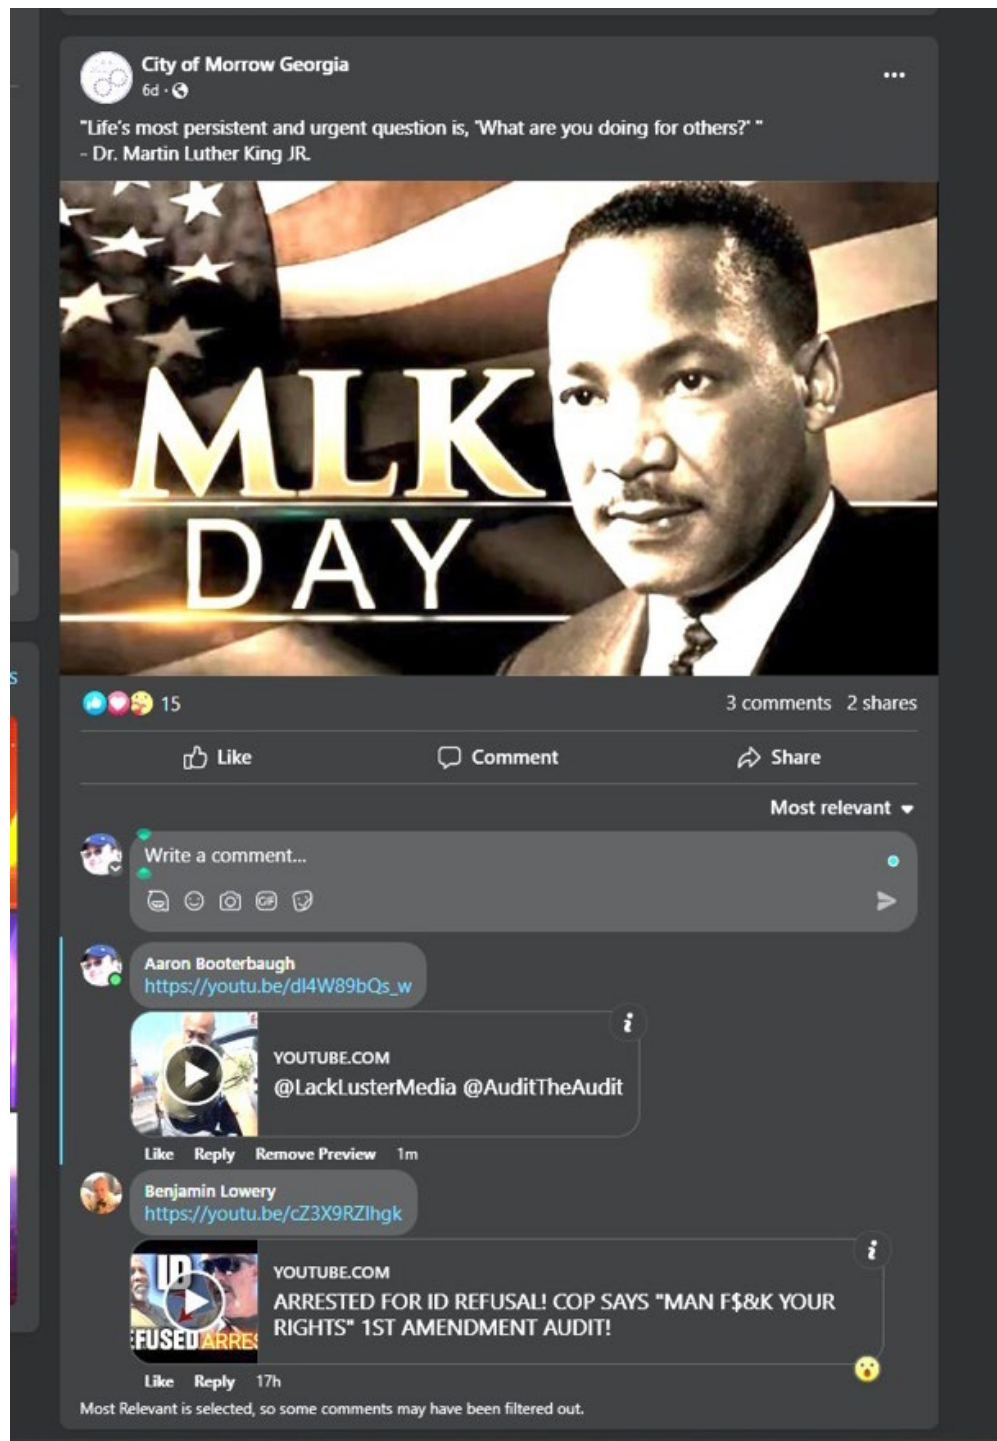 City of Morrow Georgia
6d ·
"Life's most persistent and urgent question is, 'What are you doing for others?' "
- Dr. Martin Luther King JR.
MLK
DAY
15
3 comments 2 shares
Like Comment Share
Most relevant
Write a comment...
GIF
Aaron Booterbaugh
https://youtu.be/dI4W89bQs_w
YOUTUBE.COM
@LackLusterMedia @AuditTheAudit
Like Reply Remove Preview 1m
Benjamin Lowery
https://youtu.be/cZ3X9RZIhgk
ID
EFUSED ARRES
YOUTUBE.COM
ARRESTED FOR ID REFUSAL! COP SAYS "MAN F$&K YOUR
RIGHTS" 1ST AMENDMENT AUDIT!
Like Reply 17h
Most Relevant is selected, so some comments may have been filtered out.